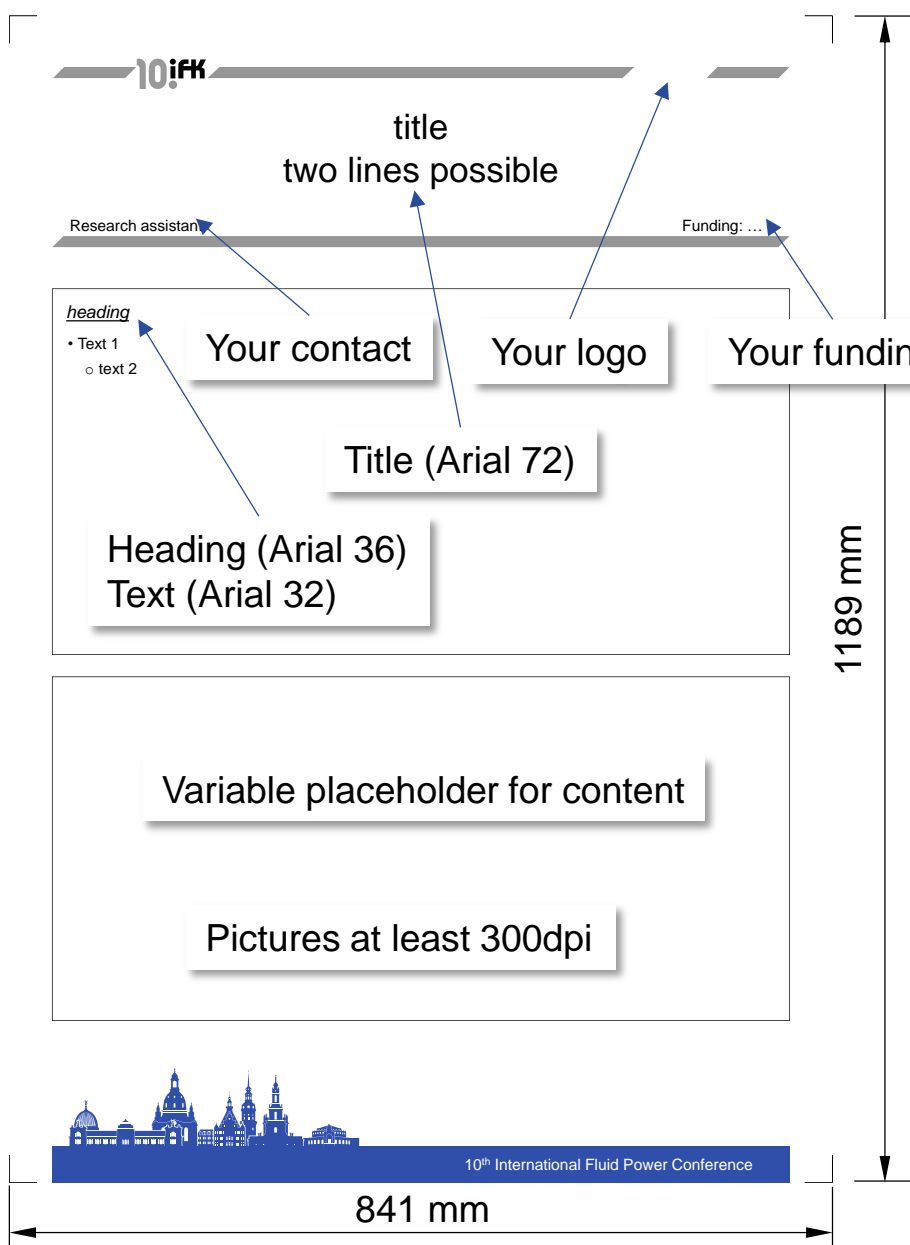 10.ifk
title
two lines possible
Research assistan
Funding: …
heading
• Text 1
o text 2
Your contact
Your logo
Your fundin
Title (Arial 72)
Heading (Arial 36)
Text (Arial 32)
1189 mm
Variable placeholder for content
Pictures at least 300dpi
10th International Fluid Power Conference
841 mm